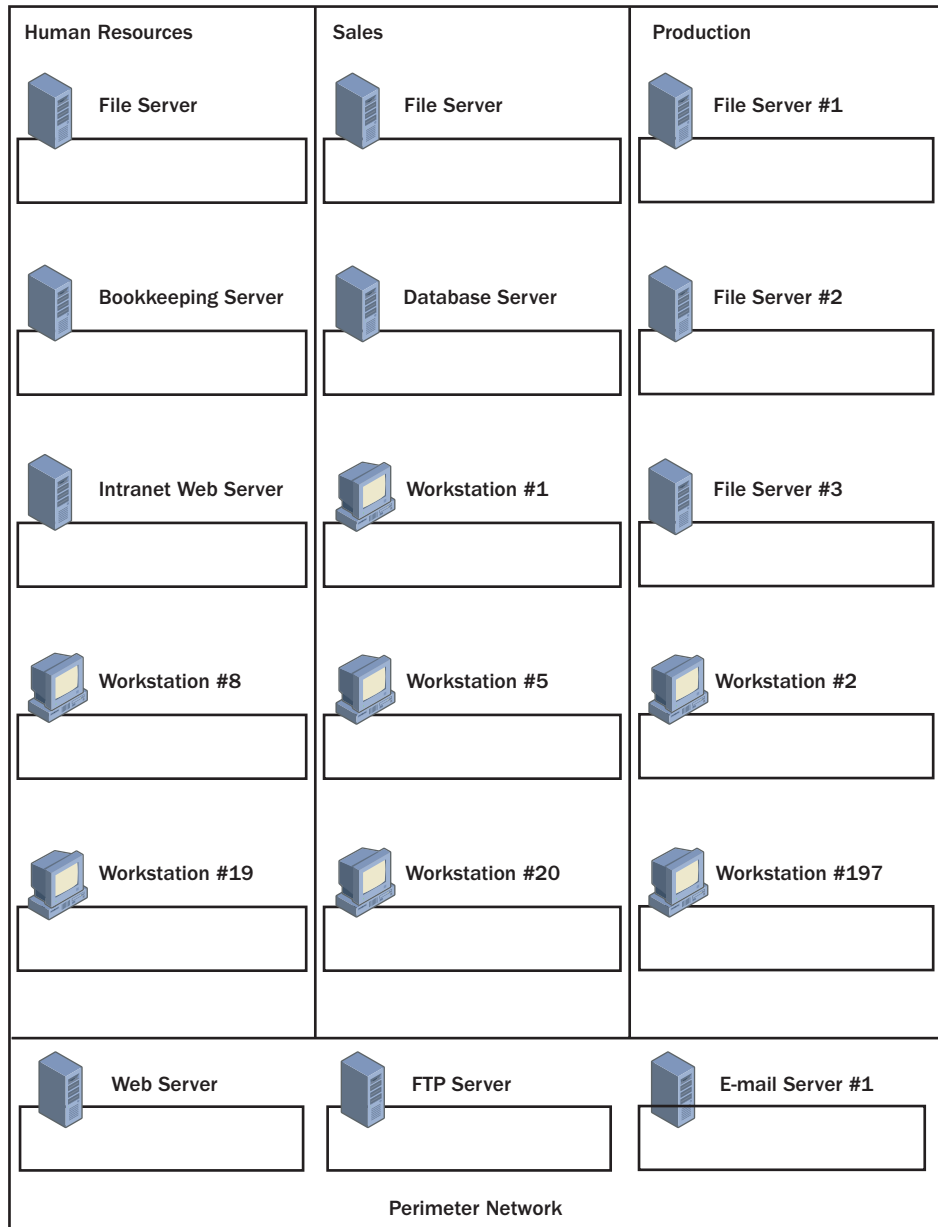 Human Resources
Sales
Production
File Server
File Server
File Server #1
Bookkeeping Server
Database Server
File Server #2
Intranet Web Server
Workstation #1
File Server #3
Workstation #8
Workstation #5
Workstation #2
Workstation #19
Workstation #20
Workstation #197
Web Server
FTP Server
E-mail Server #1
Perimeter Network